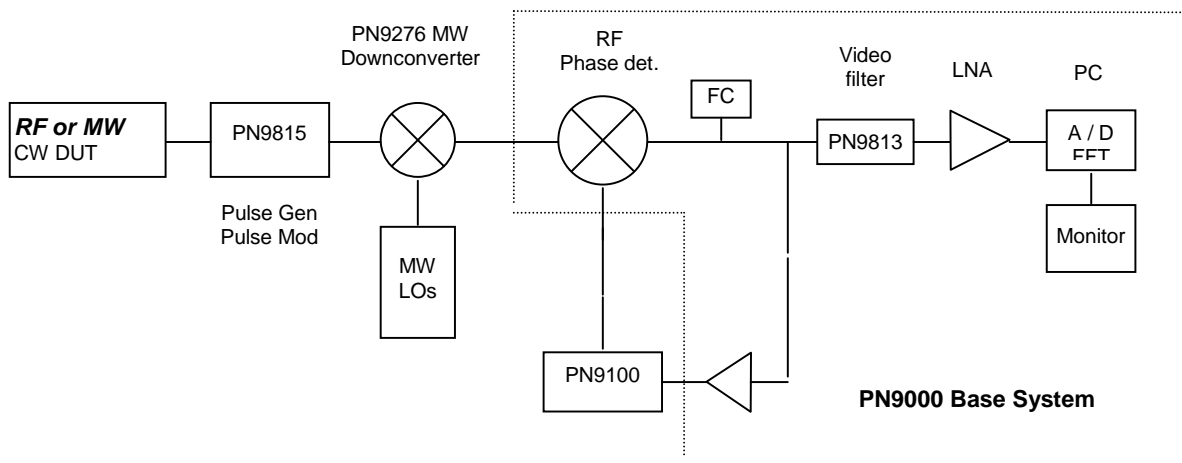 PN9276 MW
Downconverter
RF
Phase det.
Video
filter
LNA
PC
FC
RF or MW
CW DUT
PN9815
PN9813
A / D
FFT
Pulse Gen
Pulse Mod
MW
LOs
Monitor
PN9100
PN9000 Base System